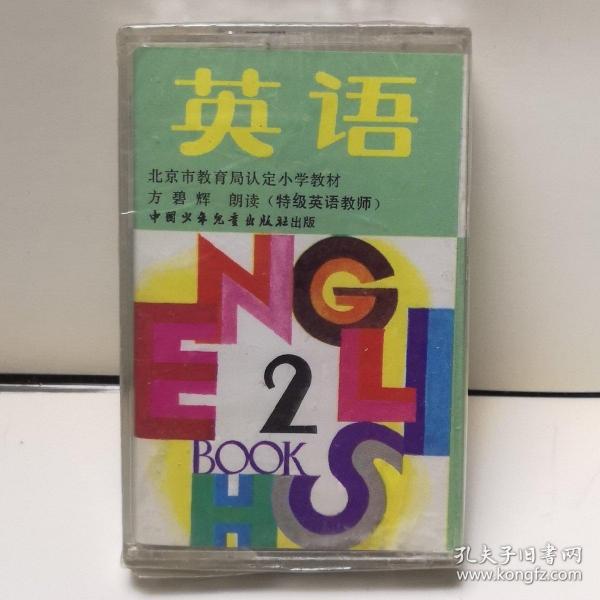 英语
北京市教育局认定小学教材
方碧辉 朗读（特级英语教师）
中國少年兒童出版社出版
ENGLISH
2
BOOK
孔夫子旧书网
www.kongfz.com